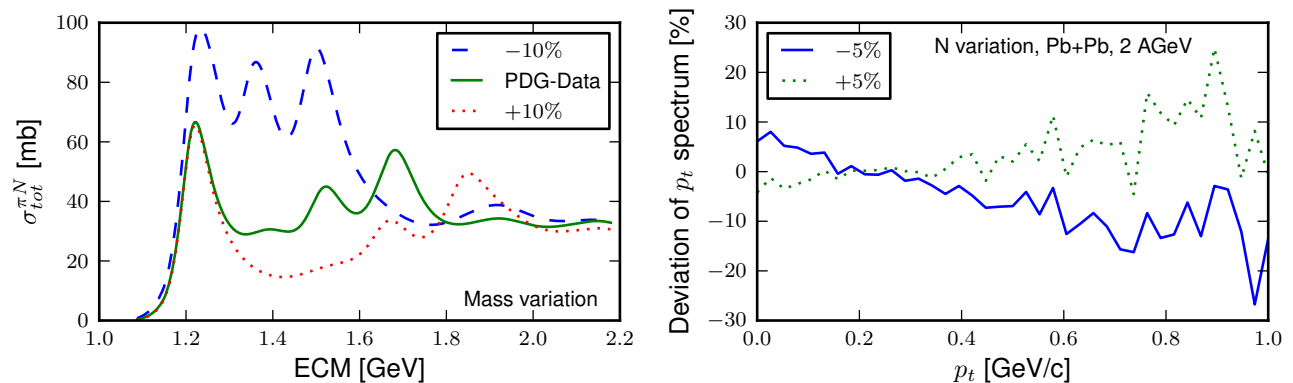 100
80
60
40
20
0
σ_tot^πN [mb]
−10%
PDG-Data
+10%
Mass variation
1.0 1.2 1.4 1.6 1.8 2.0 2.2
ECM [GeV]
30
20
10
0
−10
−20
−30
Deviation of p_t spectrum [%]
−5%
+5%
N variation, Pb+Pb, 2 AGeV
0.0 0.2 0.4 0.6 0.8 1.0
p_t [GeV/c]